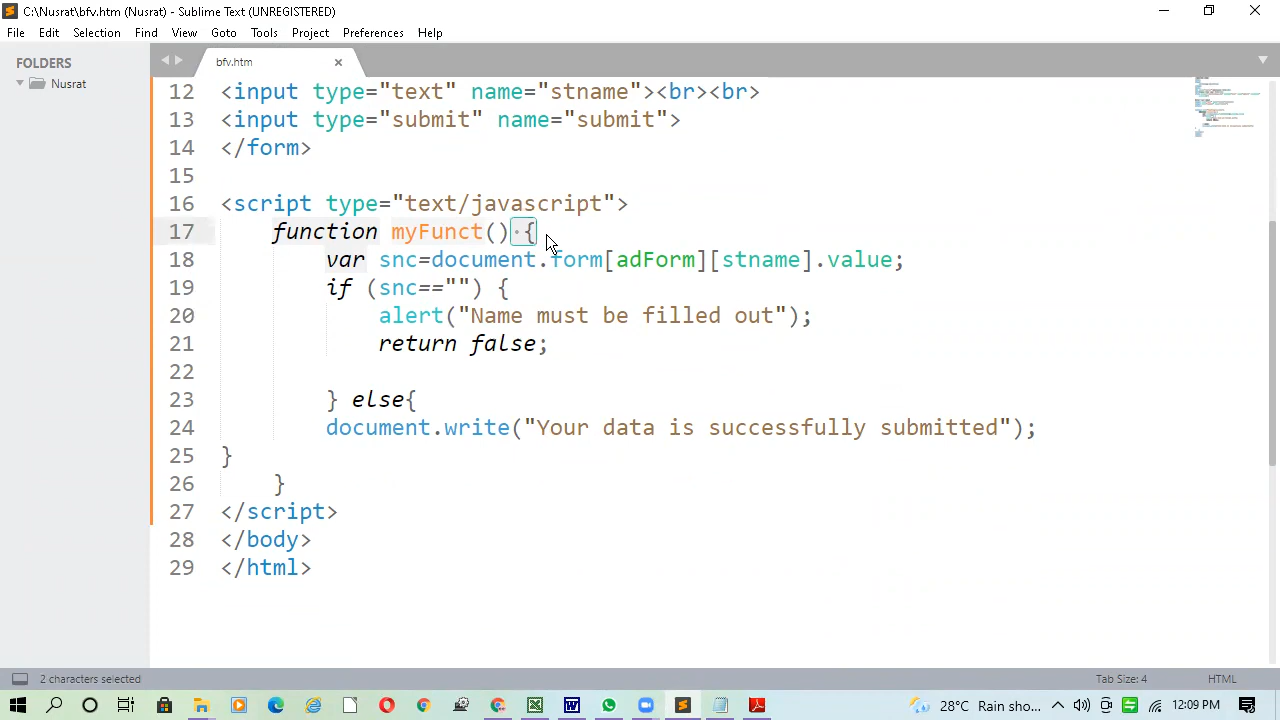 C:\Nusrat\bfv.htm (Nusrat) - Sublime Text (UNREGISTERED)
File Edit Selection Find View Goto Tools Project Preferences Help
FOLDERS
Nusrat
bfv.htm
12 <input type="text" name="stname"><br><br>
13 <input type="submit" name="submit">
14 </form>
15
16 <script type="text/javascript">
17 function myFunct() {
18 var snc=document.form[adForm][stname].value;
19 if (snc=="") {
20 alert("Name must be filled out");
21 return false;
22
23 } else{
24 document.write("Your data is successfully submitted");
25 }
26 }
27 </script>
28 </body>
29 </html>
2 characters selected
Tab Size: 4
HTML
28°C Rain sho...
12:09 PM